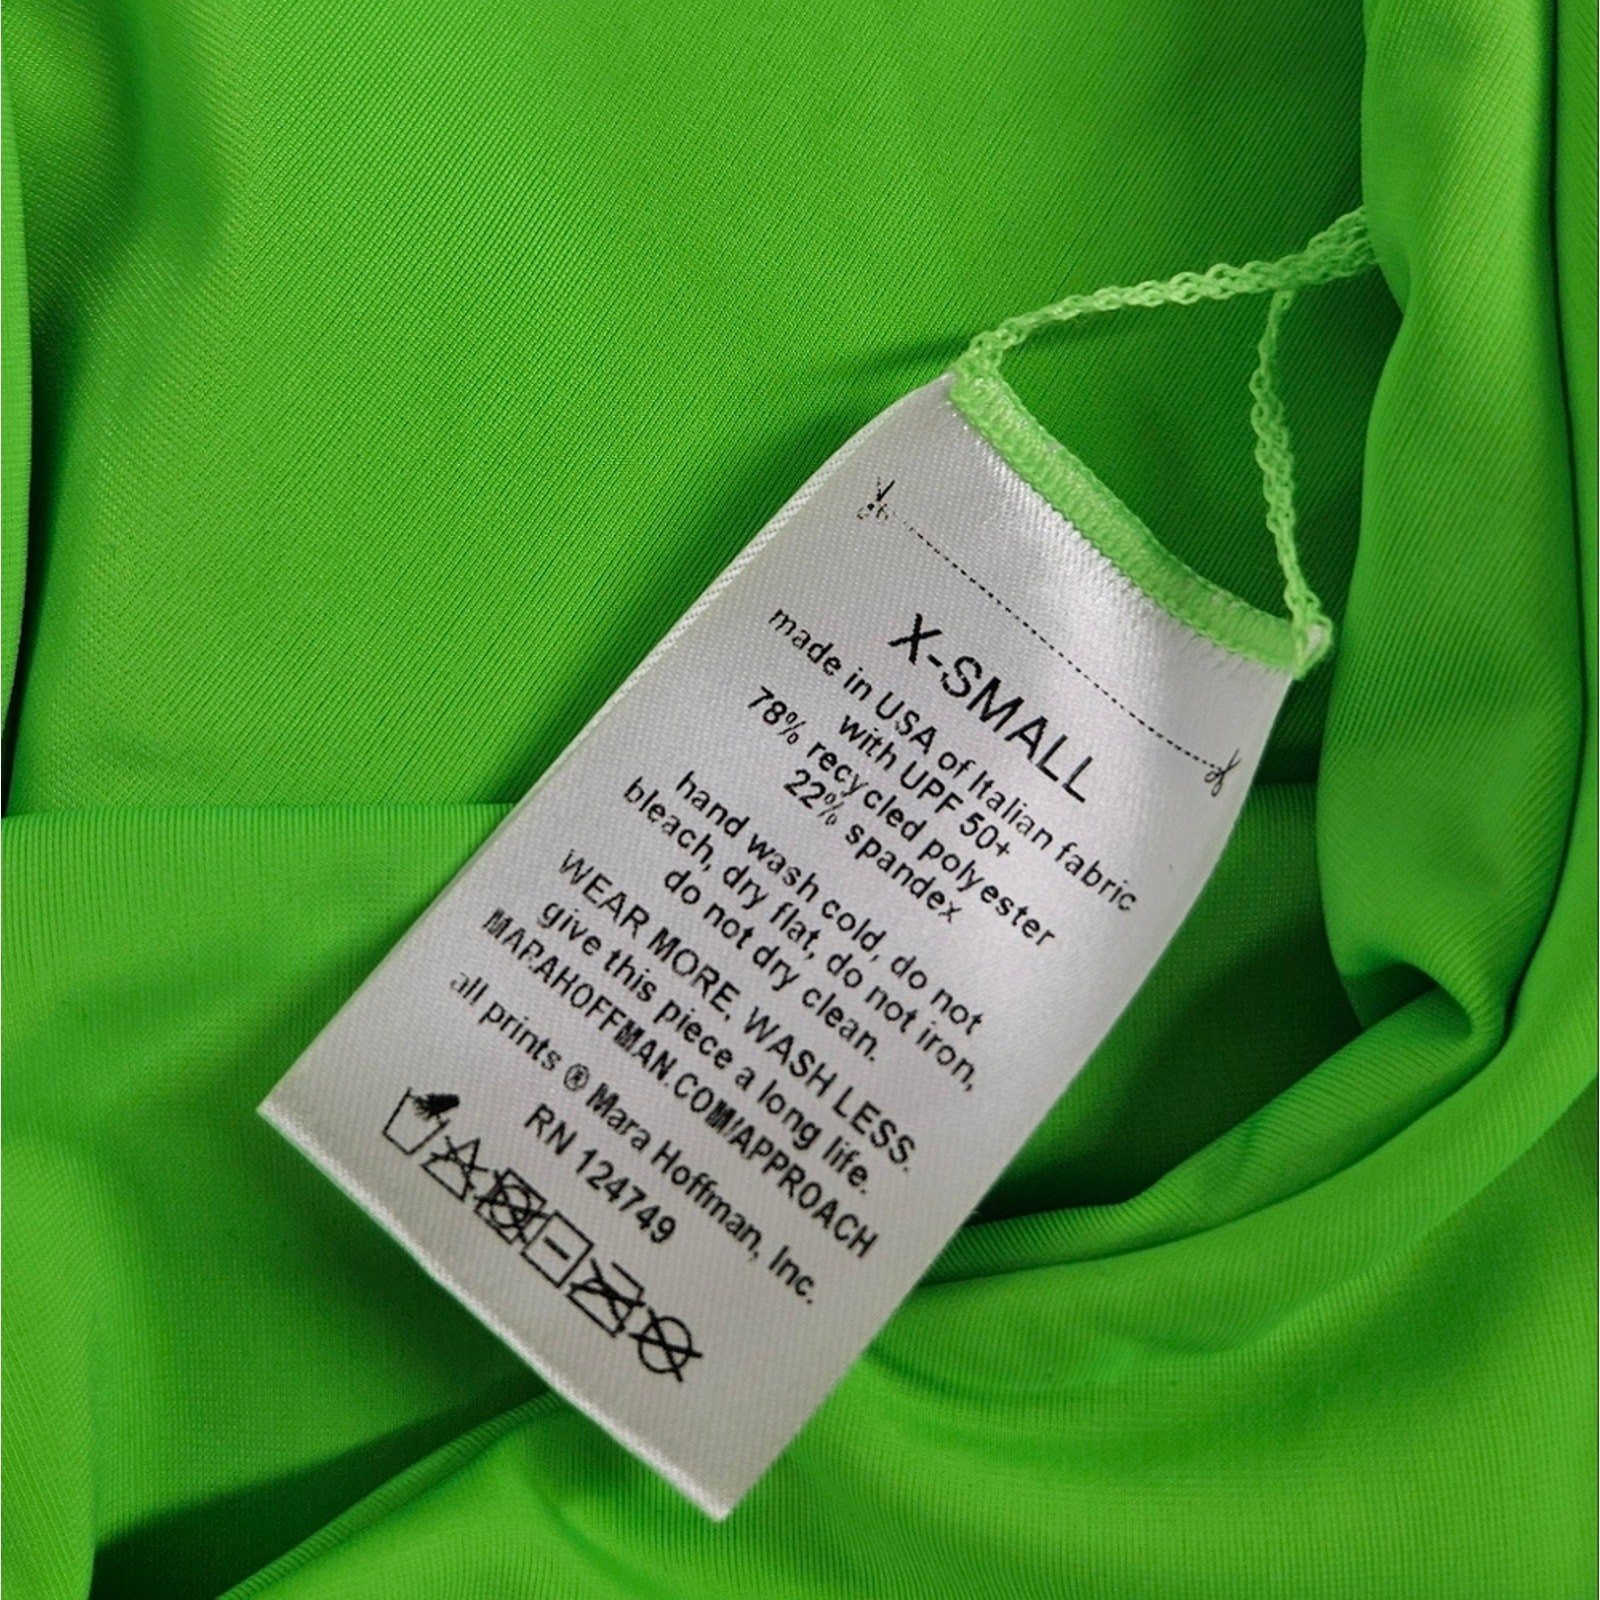 X-SMALL
made in USA of Italian fabric
with UPF 50+
78% recycled polyester
22% spandex
hand wash cold, do not
bleach, dry flat, do not iron,
do not dry clean.
WEAR MORE, WASH LESS.
give this piece a long life.
MARAHOFFMAN.COM/APPROACH
all prints ® Mara Hoffman, Inc.
RN 124749